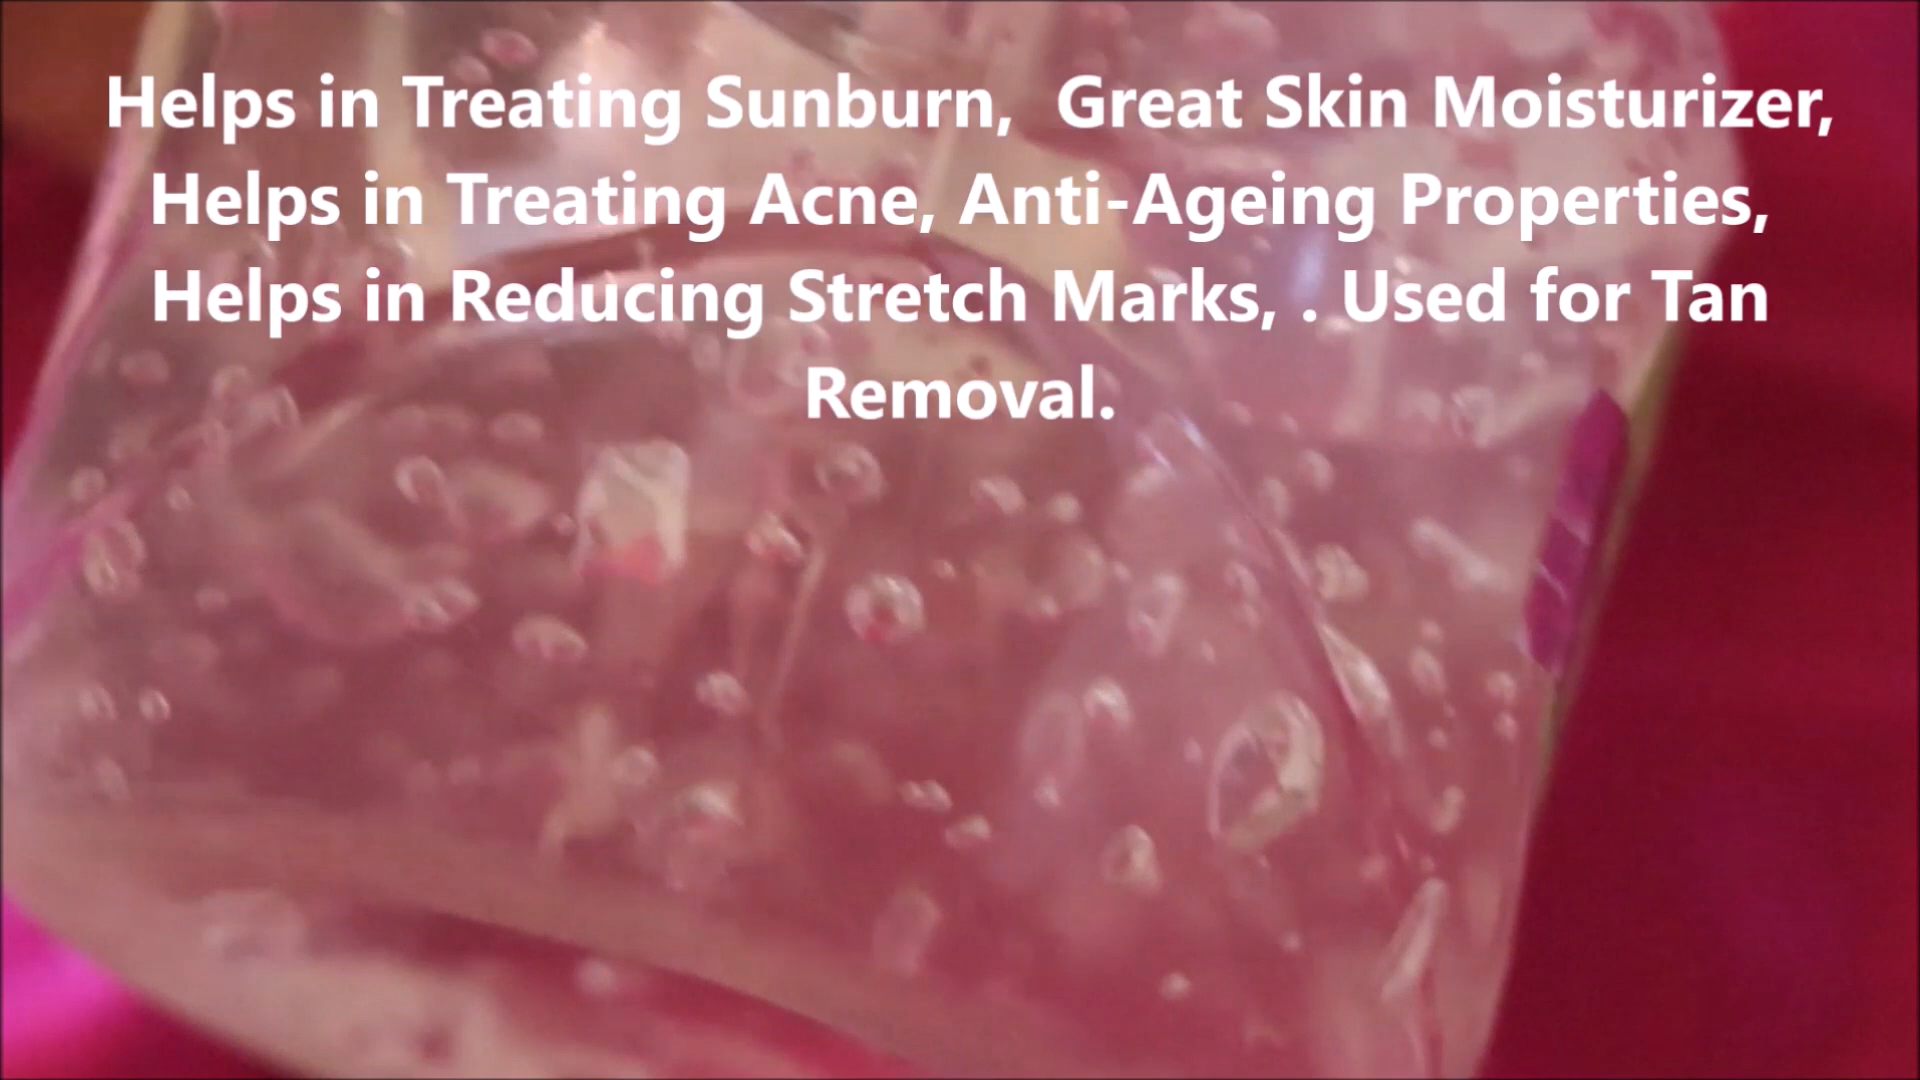 Helps in Treating Sunburn,  Great Skin Moisturizer,
Helps in Treating Acne, Anti-Ageing Properties,
Helps in Reducing Stretch Marks, . Used for Tan
Removal.